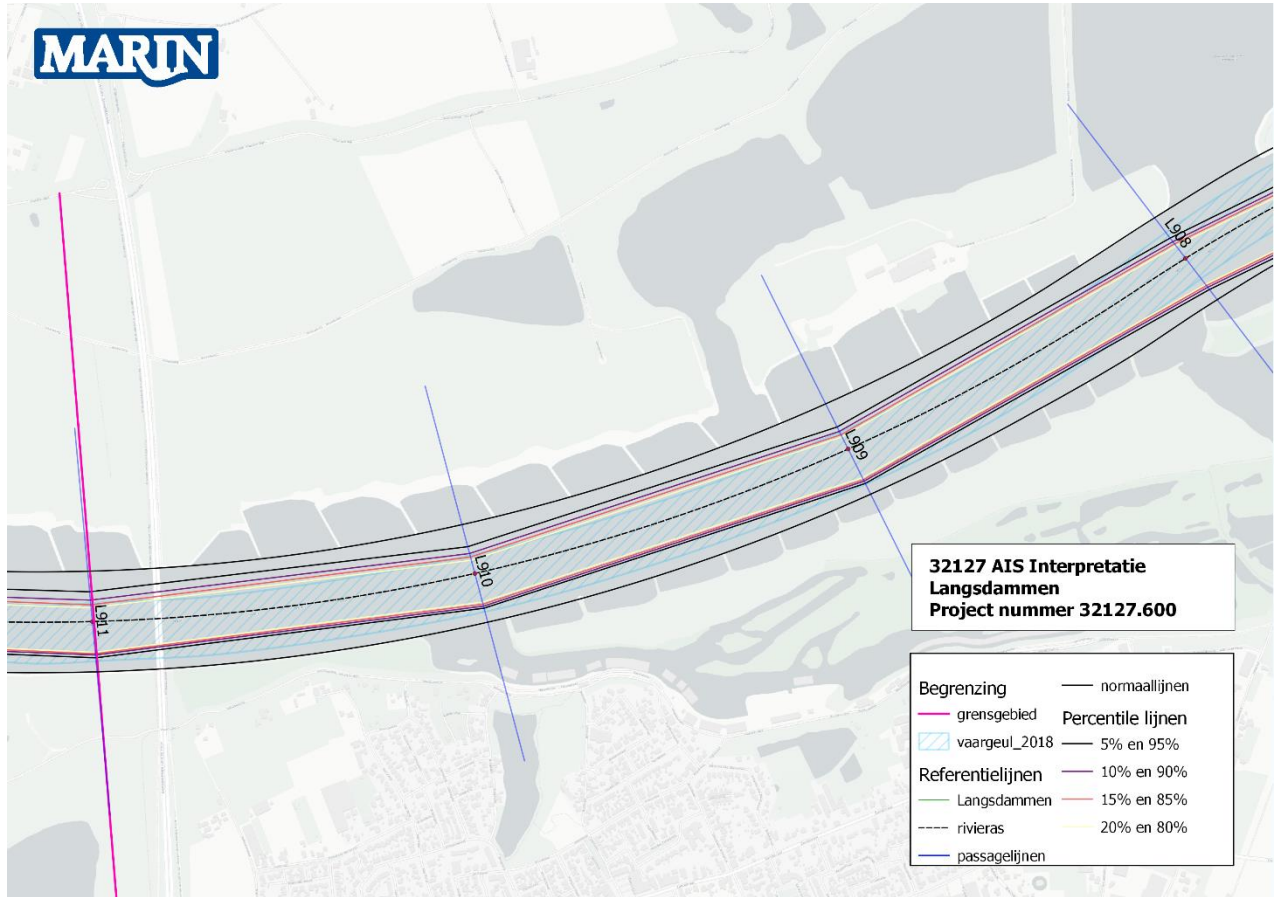 MARIN
L908
L909
L910
L911
32127 AIS Interpretatie
Langsdammen
Project nummer 32127.600
Begrenzing
grensgebied
vaargeul_2018
Referentielijnen
Langsdammen
rivieras
passagelijnen
normaallijnen
Percentile lijnen
5% en 95%
10% en 90%
15% en 85%
20% en 80%